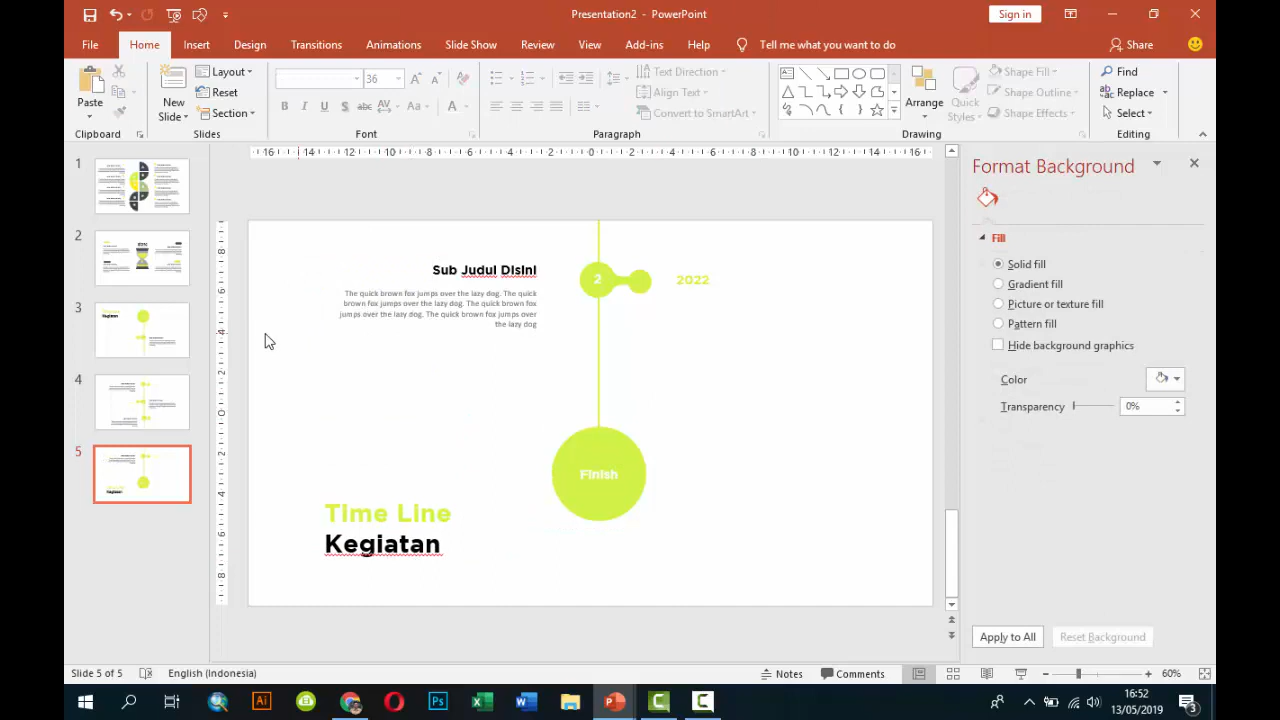 Presentation2 - PowerPoint
Sign in
File
Home
Insert
Design
Transitions
Animations
Slide Show
Review
View
Add-ins
Help
Tell me what you want to do
Share
Paste
Clipboard
New
Slide
Layout
Reset
Section
Slides
36
Font
Text Direction
Align Text
Convert to SmartArt
Paragraph
Arrange
Quick
Styles
Shape Fill
Shape Outline
Shape Effects
Drawing
Find
Replace
Select
Editing
1
2
3
4
5
Sub Judul Disini
The quick brown fox jumps over the lazy dog. The quick
brown fox jumps over the lazy dog. The quick brown fox
jumps over the lazy dog. The quick brown fox jumps over
the lazy dog
2
2022
Finish
Time Line
Kegiatan
Format Background
Fill
Solid fill
Gradient fill
Picture or texture fill
Pattern fill
Hide background graphics
Color
Transparency
0%
Apply to All
Reset Background
Slide 5 of 5
English (Indonesia)
Notes
Comments
60%
16:52
13/05/2019
3